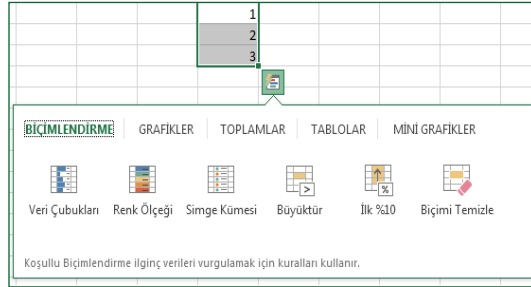 1
2
3
BİÇİMLENDİRME GRAFİKLER TOPLAMLAR TABLOLAR MİNİ GRAFİKLER
Veri Çubukları Renk Ölçeği Simge Kümesi Büyüktür İlk %10 Biçimi Temizle
Koşullu Biçimlendirme ilginç verileri vurgulamak için kuralları kullanır.